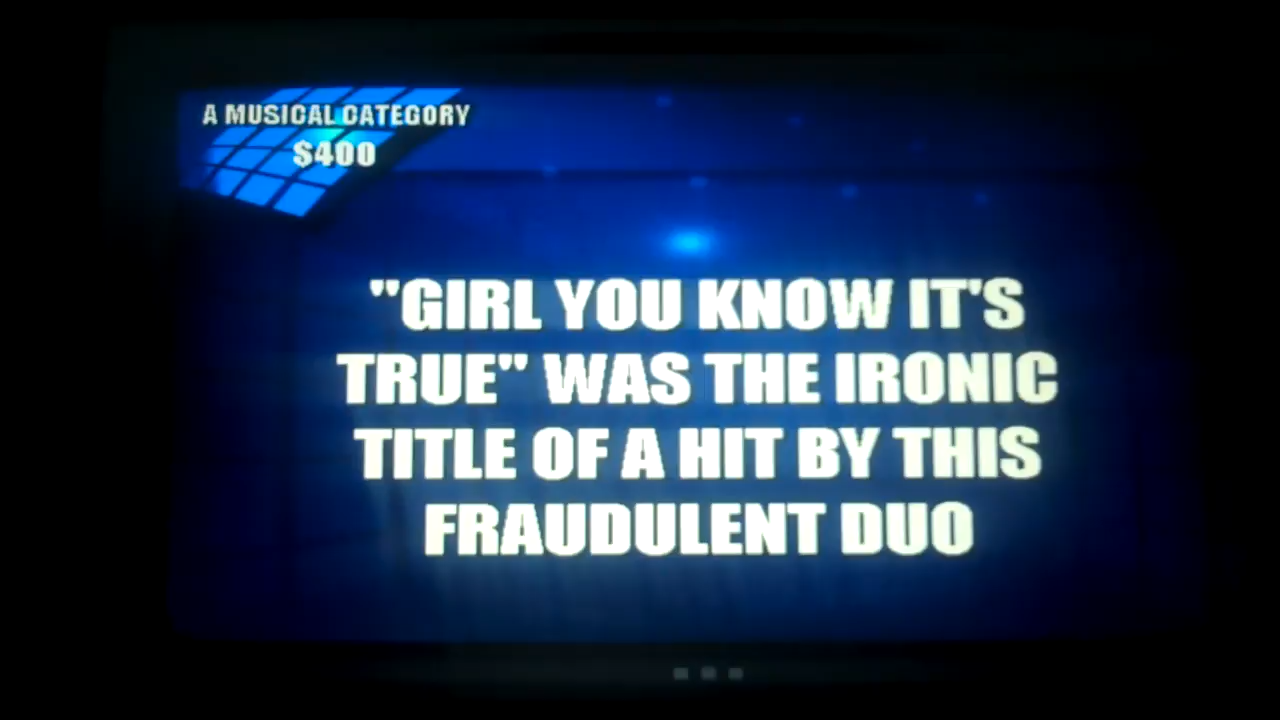 A MUSICAL CATEGORY
$400
"GIRL YOU KNOW IT'S
TRUE" WAS THE IRONIC
TITLE OF A HIT BY THIS
FRAUDULENT DUO